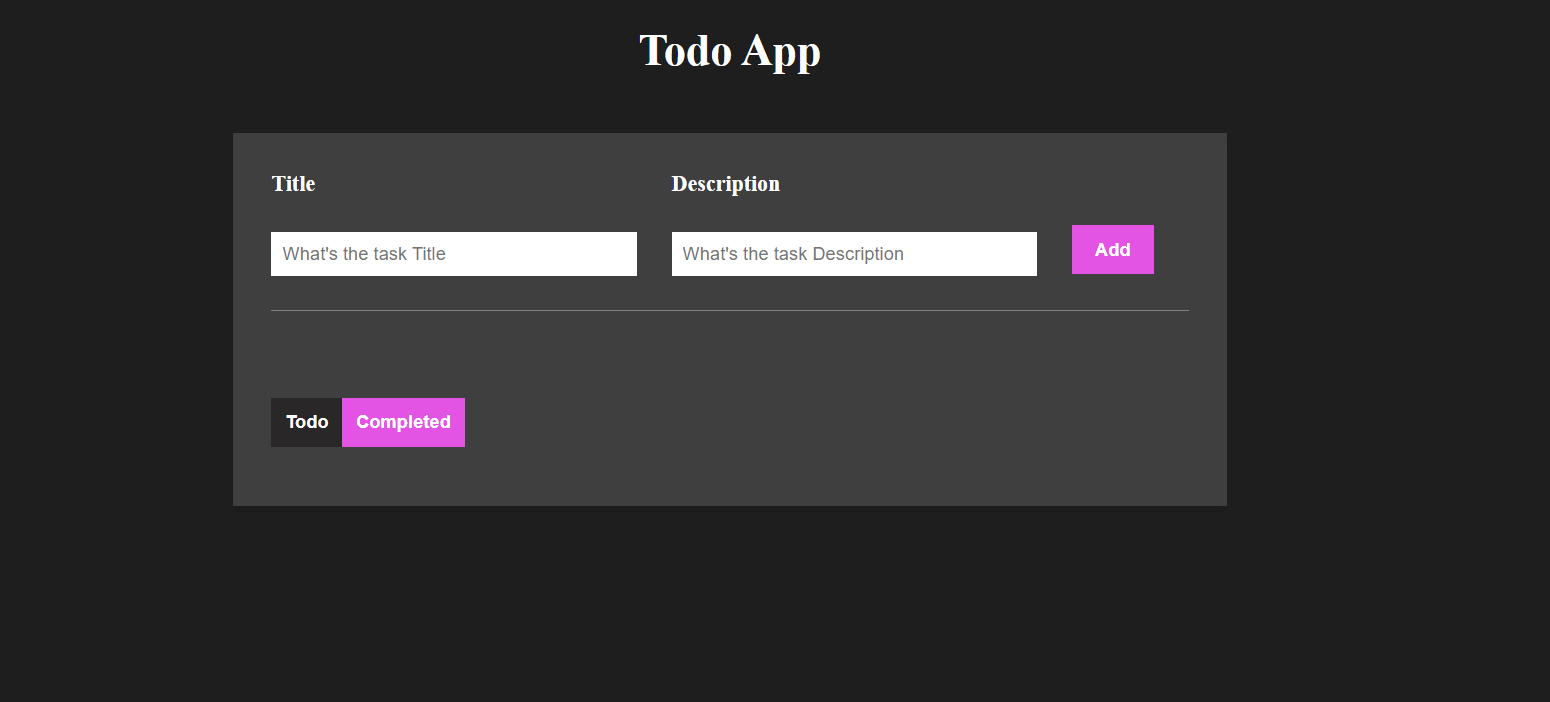 Todo App
Title
Description
What's the task Title
What's the task Description
Add
Todo
Completed